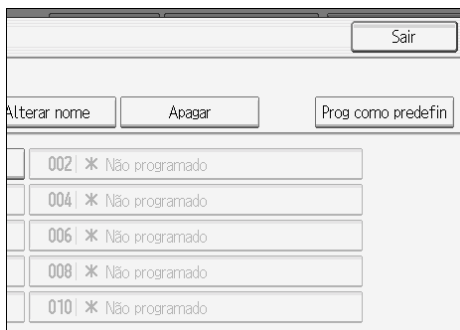 Sair
Alterar nome Apagar Prog como predefin
002 * Não programado
004 * Não programado
006 * Não programado
008 * Não programado
010 * Não programado